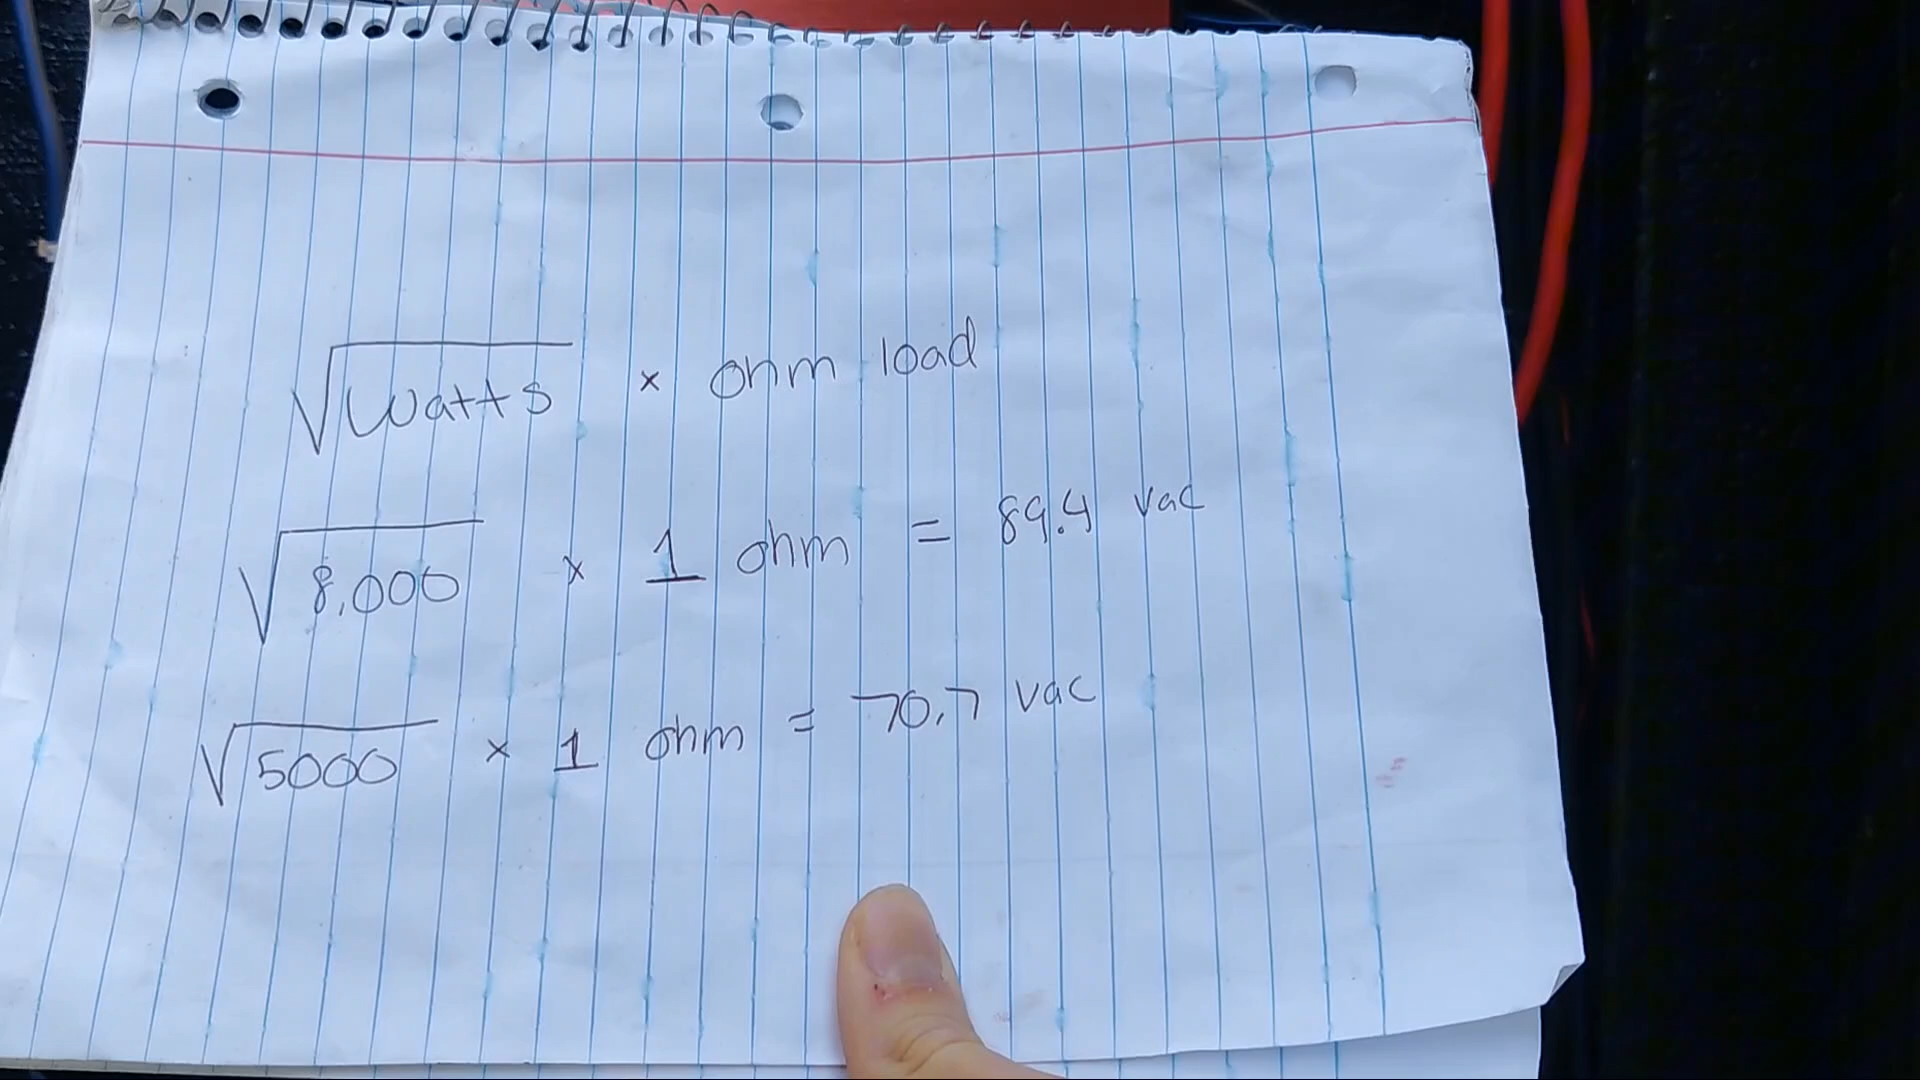 √Watts × ohm load
√8,000 × 1 ohm = 89.4 vac
√5000 × 1 ohm = 70.7 vac